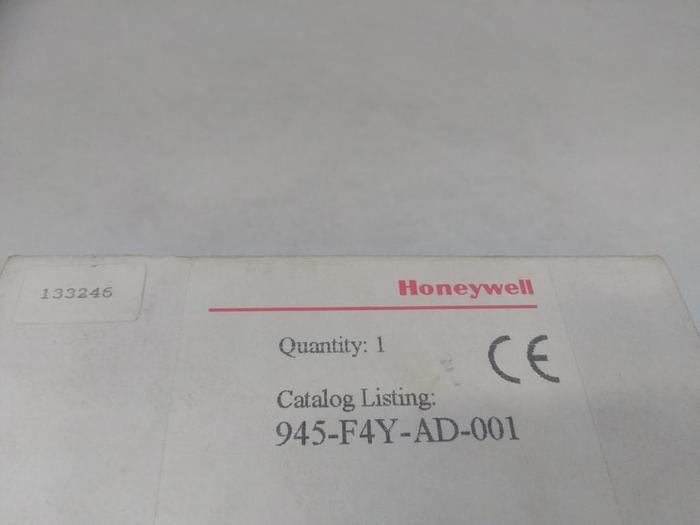 133246
Honeywell
Quantity: 1
CE
Catalog Listing:
945-F4Y-AD-001